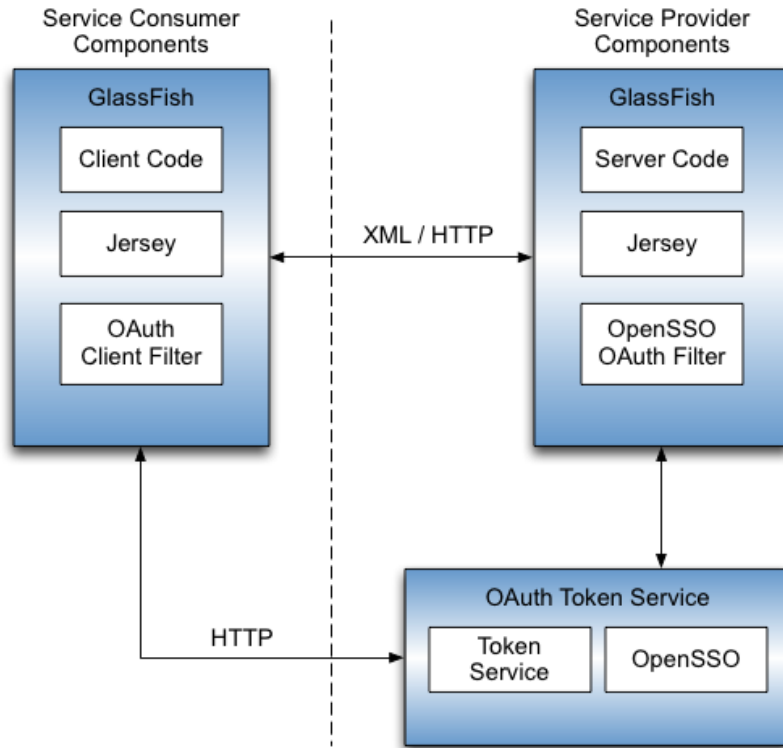 Service Consumer
Components
Service Provider
Components
GlassFish
Client Code
Jersey
OAuth
Client Filter
XML / HTTP
GlassFish
Server Code
Jersey
OpenSSO
OAuth Filter
HTTP
OAuth Token Service
Token
Service
OpenSSO